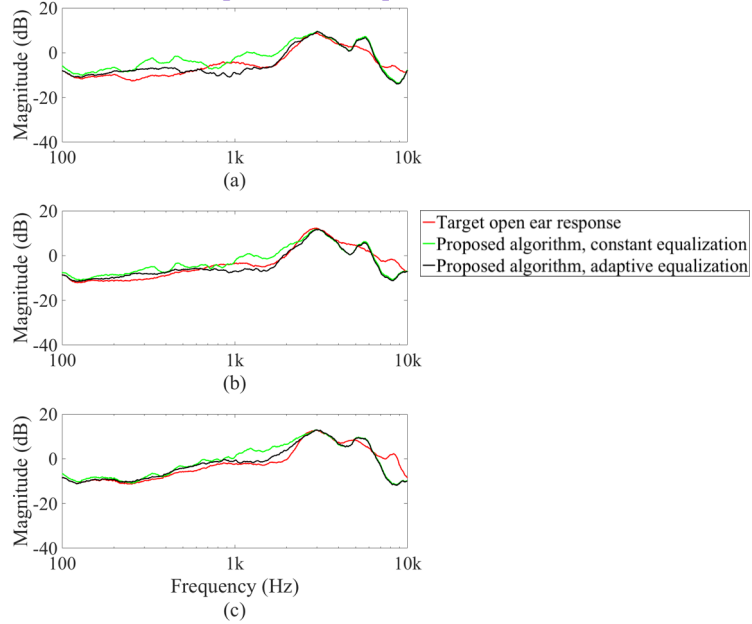 20
0
-20
-40
Magnitude (dB)
100
1k
10k
(a)
20
0
-20
-40
Magnitude (dB)
100
1k
10k
(b)
Target open ear response
Proposed algorithm, constant equalization
Proposed algorithm, adaptive equalization
20
0
-20
-40
Magnitude (dB)
100
1k
10k
Frequency (Hz)
(c)